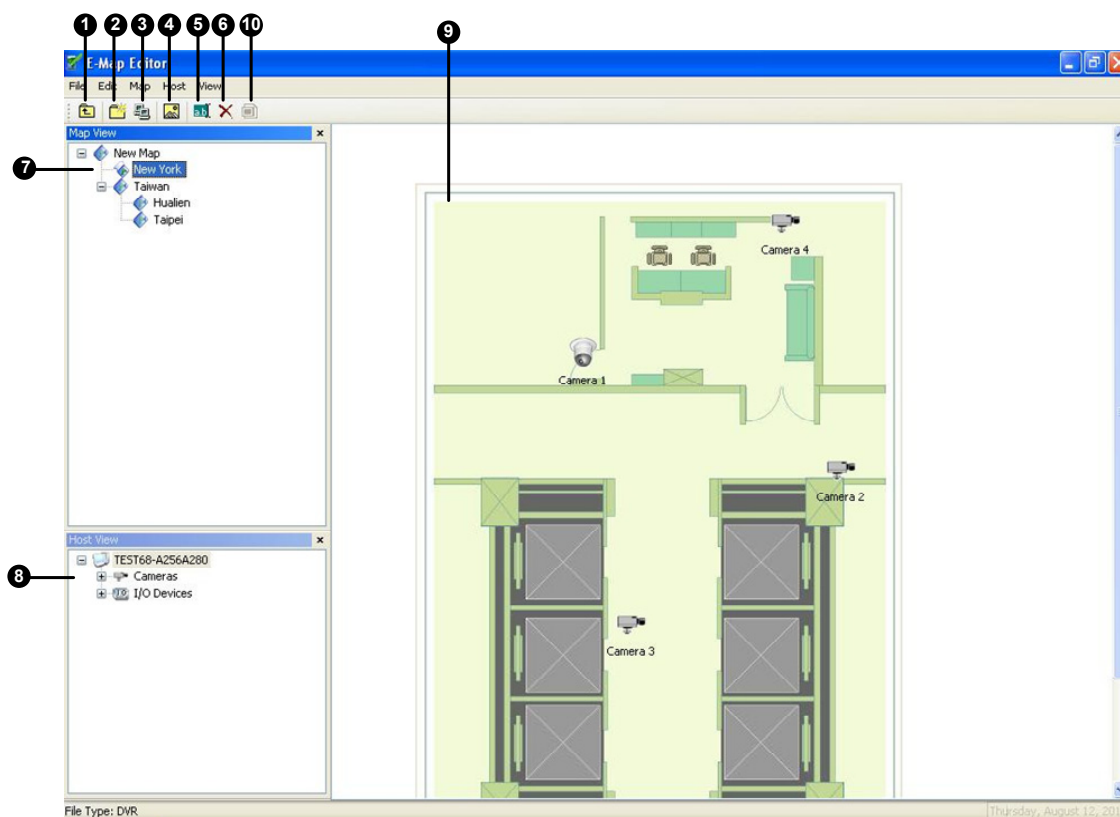 1 2 3 4 5 6 10 9
E-Map Editor
File Edit Map Host View
Map View
7
New Map
New York
Taiwan
Hualien
Taipei
Camera 4
Camera 1
Camera 2
Camera 3
Host View
8
TEST68-A256A280
Cameras
I/O Devices
File Type: DVR
Thursday, August 12, 201